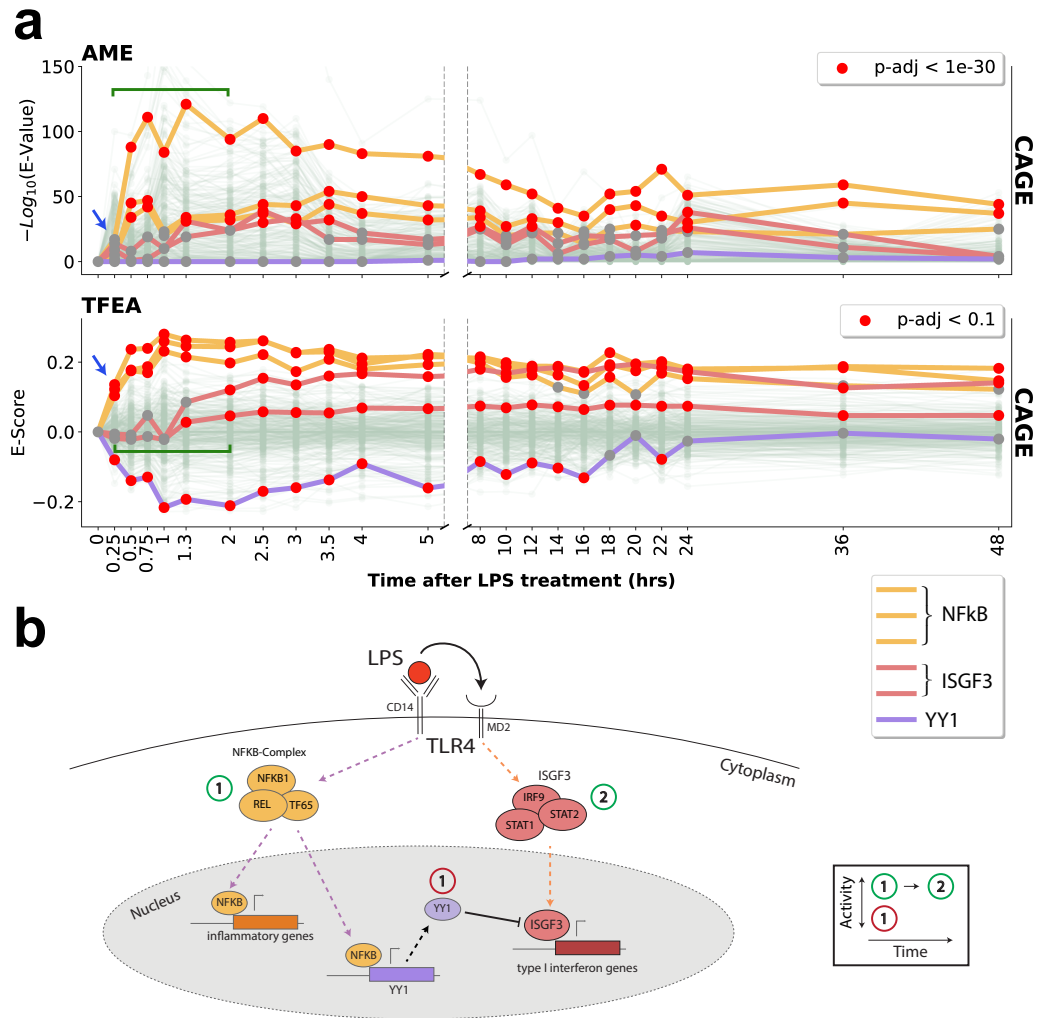 a
AME
p-adj < 1e-30
150
100
50
0
−Log10(E-Value)
CAGE
TFEA
p-adj < 0.1
0.2
0.0
−0.2
E-Score
CAGE
0 0.25 0.5 0.75 1 1.3 2 2.5 3 3.5 4 5 8 10 12 14 16 18 20 22 24 36 48
Time after LPS treatment (hrs)
NFkB
ISGF3
YY1
b
LPS
CD14
MD2
TLR4
Cytoplasm
NFKB-Complex
1
NFKB1
REL
TF65
ISGF3
2
IRF9
STAT1
STAT2
Nucleus
NFKB
inflammatory genes
1
YY1
NFKB
YY1
ISGF3
type I interferon genes
Activity
1 2
1
Time